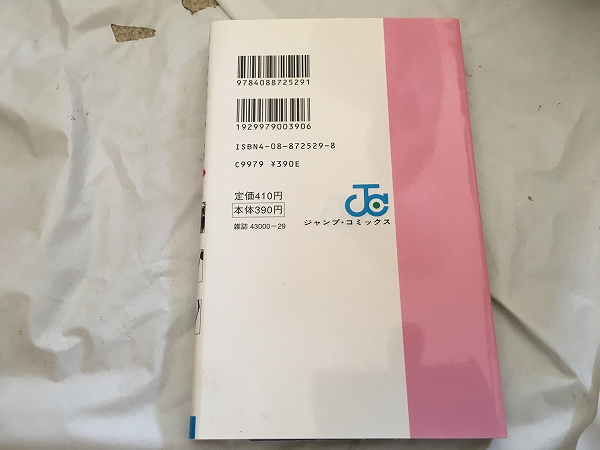 9784088725291
1929979003906
ISBN4-08-872529-8
C9979 ¥390E
定価410円
本体390円
雑誌 43000-29
JC
ジャンプ・コミックス